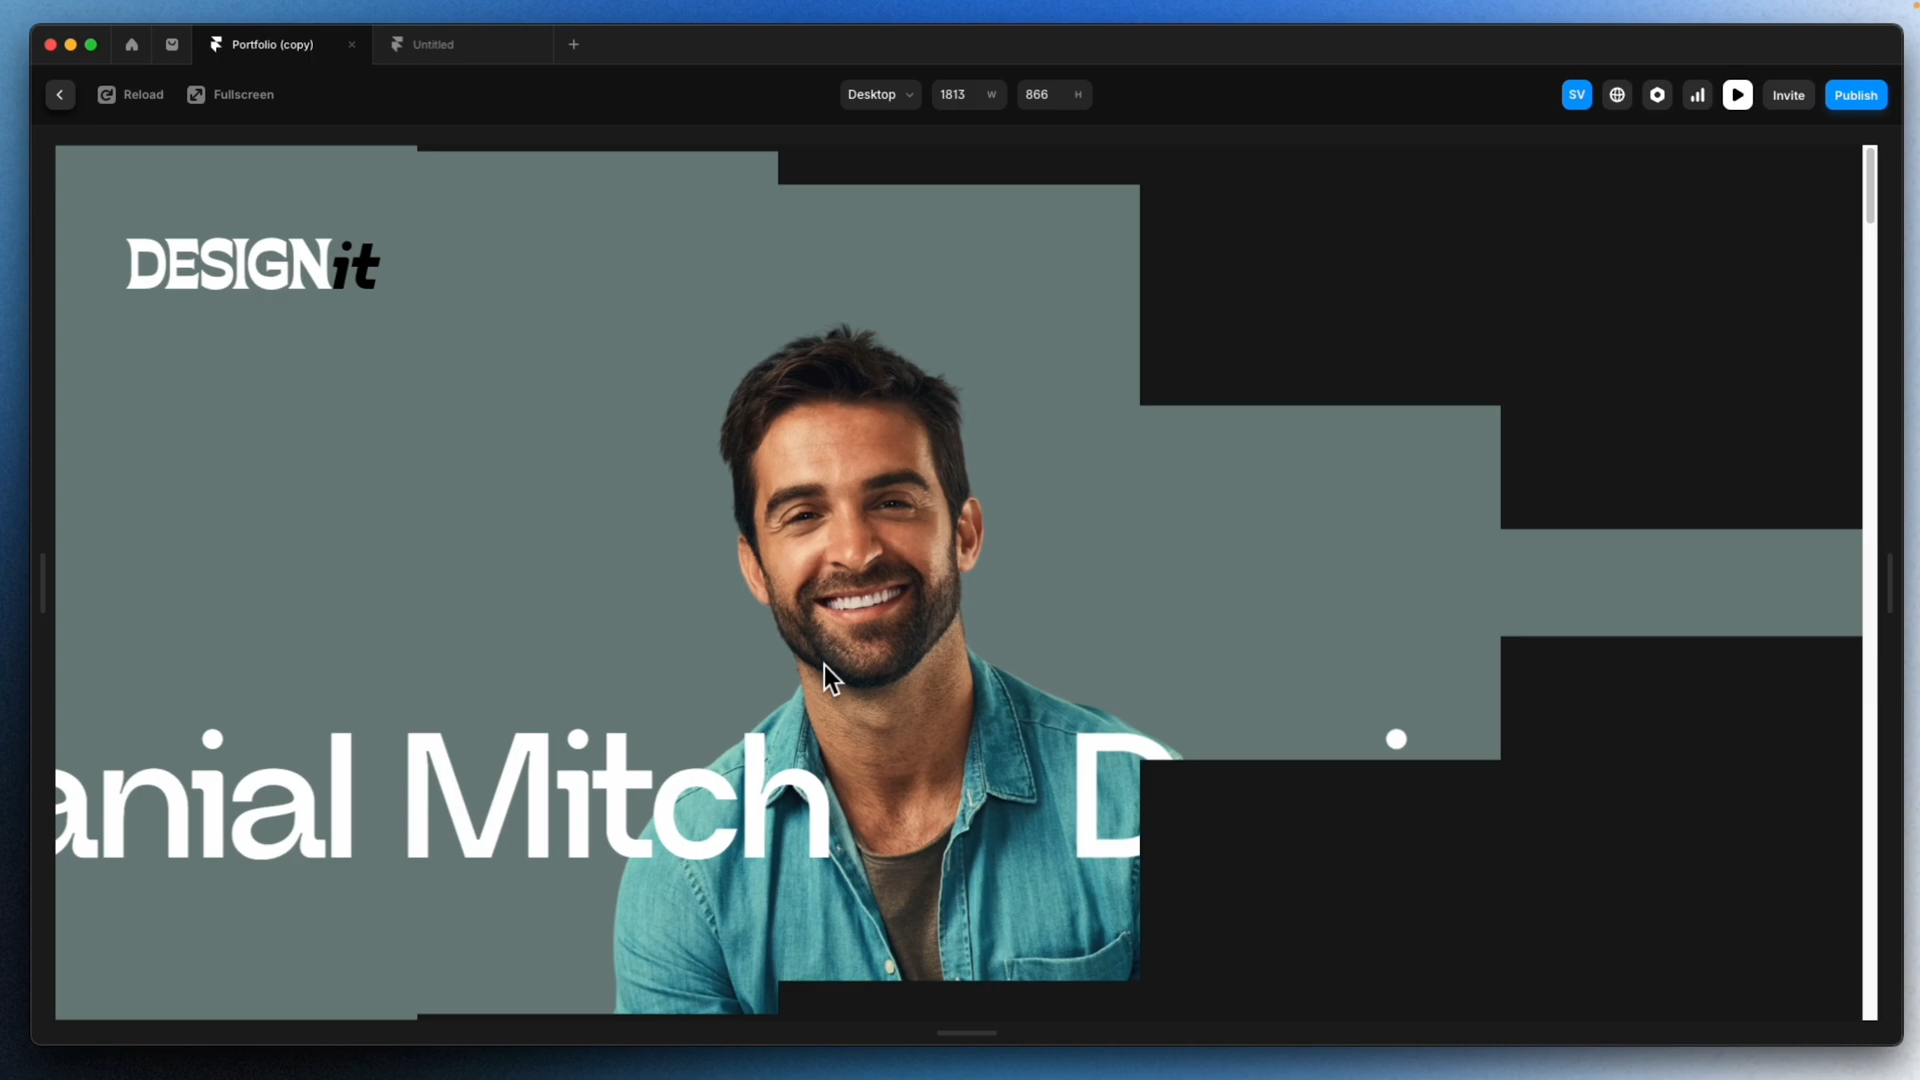 Portfolio (copy)
Untitled
Reload
Fullscreen
Desktop
1813 W
866 H
SV
Invite
Publish
DESIGNit
anial Mitch D